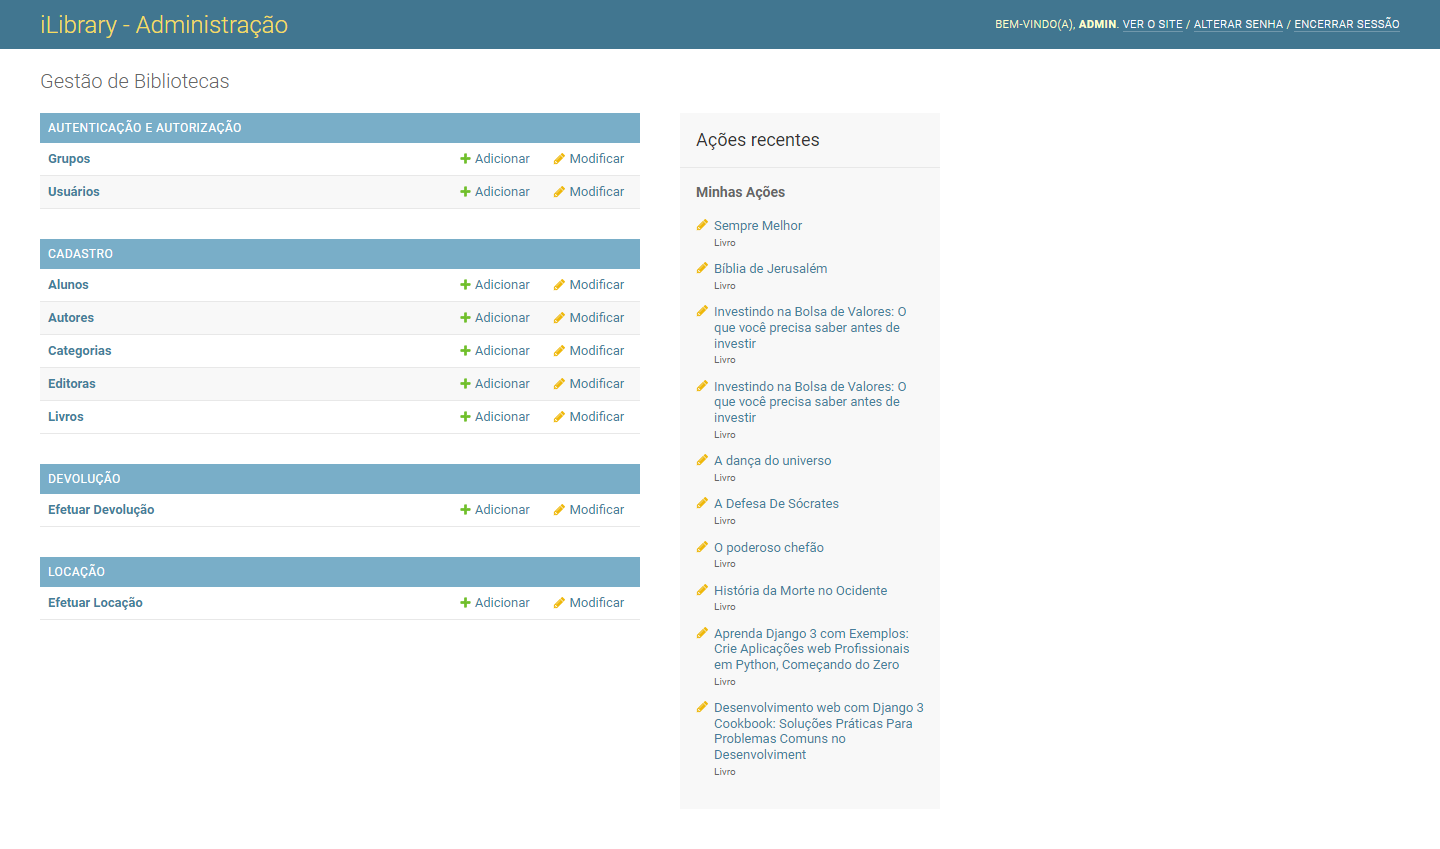 iLibrary - Administração
BEM-VINDO(A), ADMIN. VER O SITE / ALTERAR SENHA / ENCERRAR SESSÃO
Gestão de Bibliotecas
AUTENTICAÇÃO E AUTORIZAÇÃO
Grupos Adicionar Modificar
Usuários Adicionar Modificar
CADASTRO
Alunos Adicionar Modificar
Autores Adicionar Modificar
Categorias Adicionar Modificar
Editoras Adicionar Modificar
Livros Adicionar Modificar
DEVOLUÇÃO
Efetuar Devolução Adicionar Modificar
LOCAÇÃO
Efetuar Locação Adicionar Modificar
Ações recentes
Minhas Ações
Sempre Melhor
Livro
Bíblia de Jerusalém
Livro
Investindo na Bolsa de Valores: O
que você precisa saber antes de
investir
Livro
Investindo na Bolsa de Valores: O
que você precisa saber antes de
investir
Livro
A dança do universo
Livro
A Defesa De Sócrates
Livro
O poderoso chefão
Livro
História da Morte no Ocidente
Livro
Aprenda Django 3 com Exemplos:
Crie Aplicações web Profissionais
em Python, Começando do Zero
Livro
Desenvolvimento web com Django 3
Cookbook: Soluções Práticas Para
Problemas Comuns no
Desenvolviment
Livro